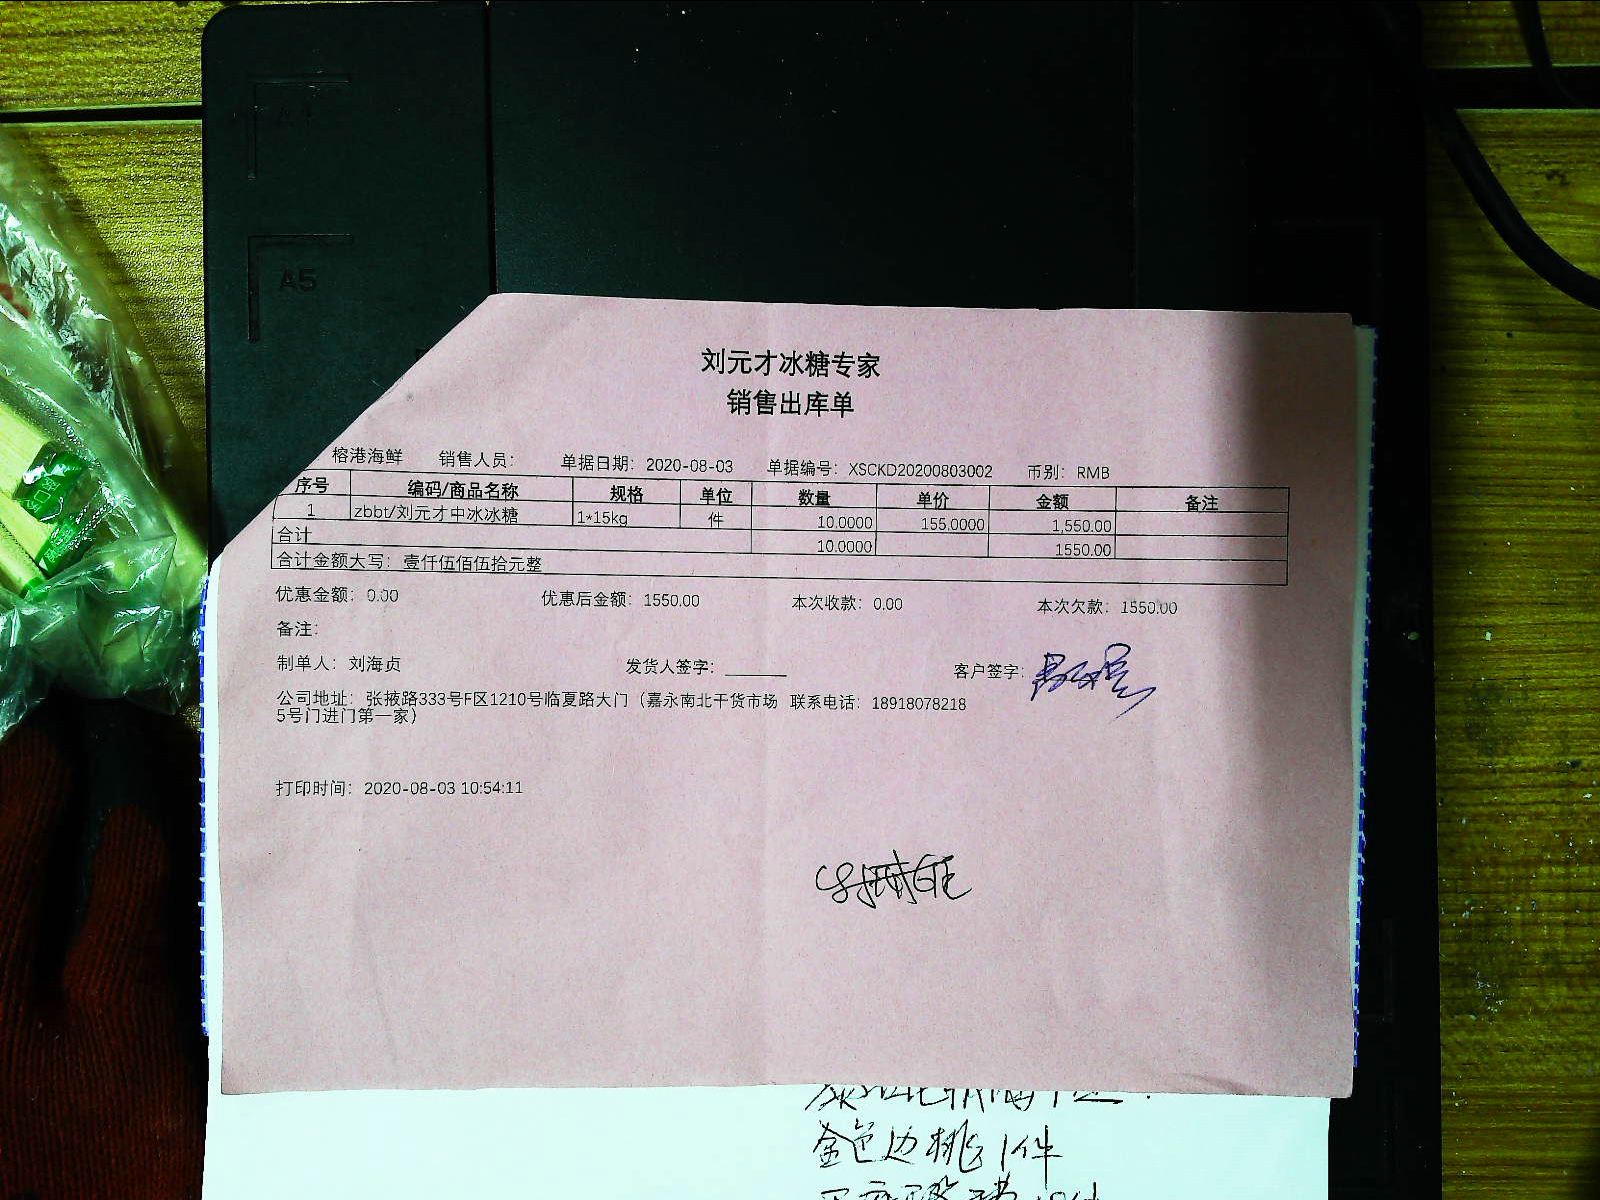 A4
A5
刘元才冰糖专家
销售出库单
榕港海鲜 销售人员: 单据日期: 2020-08-03 单据编号: XSCKD20200803002 币别: RMB
序号 编码/商品名称 规格 单位 数量 单价 金额 备注
1 zbbt/刘元才中冰冰糖 1*15kg 件 10.0000 155.0000 1,550.00
合计 10.0000 1550.00
合计金额大写: 壹仟伍佰伍拾元整
优惠金额: 0.00 优惠后金额: 1550.00 本次收款: 0.00 本次欠款: 1550.00
备注:
制单人: 刘海贞 发货人签字: 客户签字:
公司地址: 张掖路333号F区1210号临夏路大门（嘉永南北干货市场 联系电话: 18918078218
5号门进门第一家）
打印时间: 2020-08-03 10:54:11
金色边桃1件